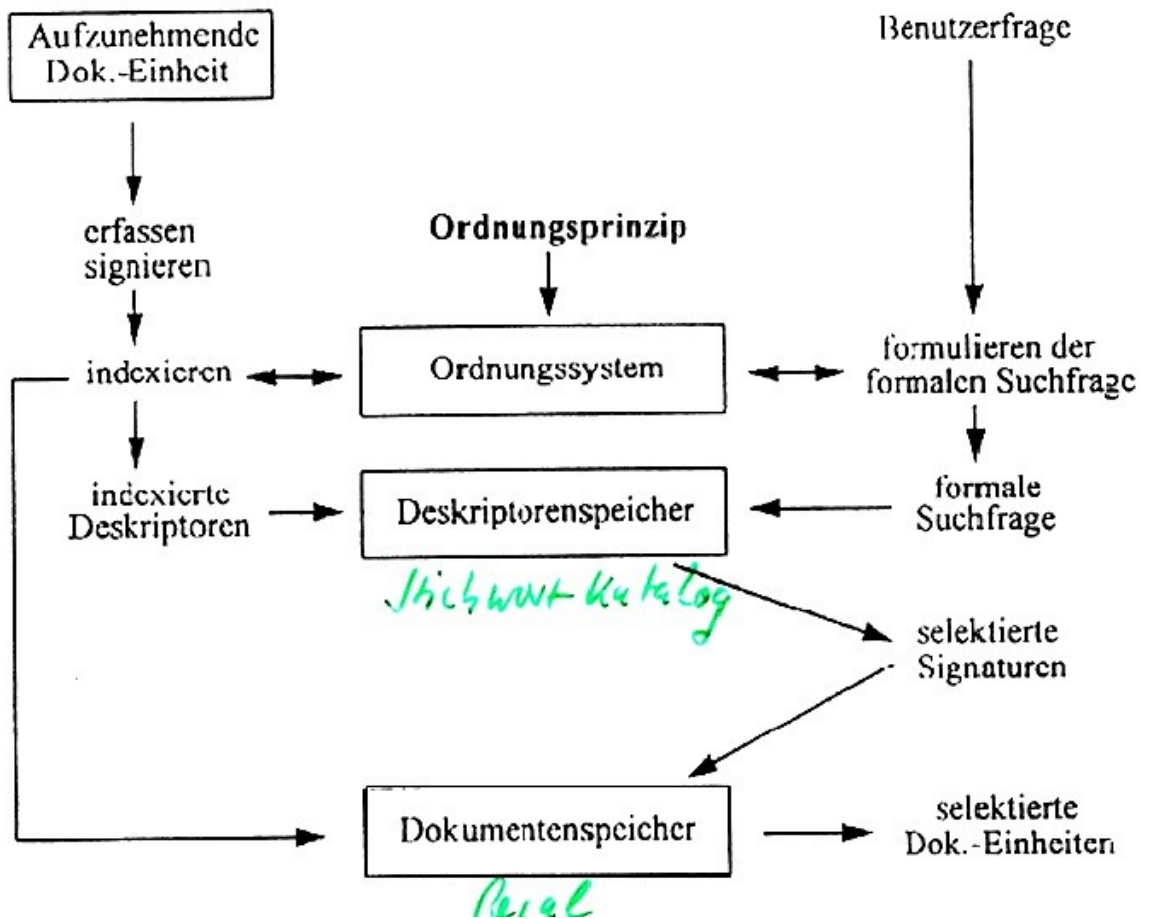 Aufzunehmende
Dok.-Einheit
Benutzerfrage
erfassen
signieren
Ordnungsprinzip
indexieren
Ordnungssystem
formulieren der
formalen Suchfrage
indexierte
Deskriptoren
Deskriptorenspeicher
formale
Suchfrage
Stichwort-Katalog
selektierte
Signaturen
Dokumentenspeicher
selektierte
Dok.-Einheiten
Regal